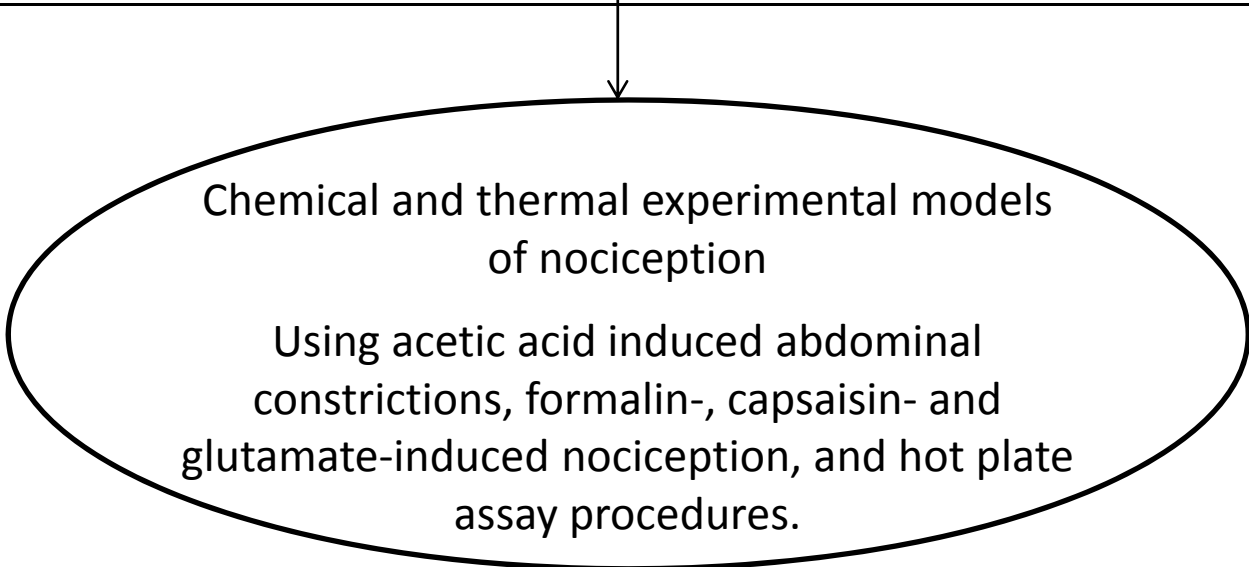 Chemical and thermal experimental models
of nociception
Using acetic acid induced abdominal
constrictions, formalin-, capsaisin- and
glutamate-induced nociception, and hot plate
assay procedures.